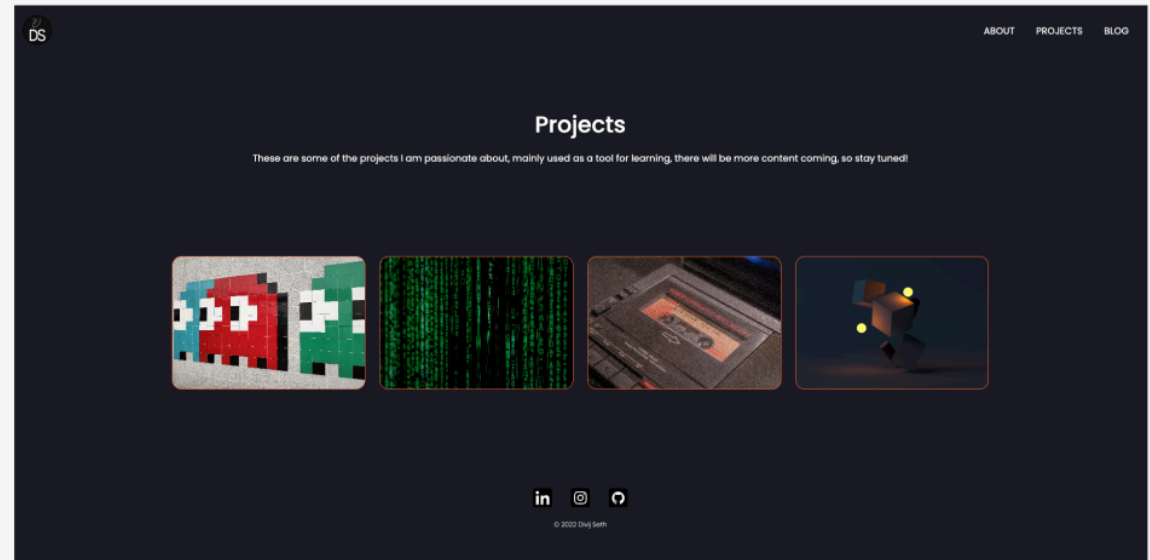 DS
ABOUT PROJECTS BLOG
Projects
These are some of the projects I am passionate about, mainly used as a tool for learning, there will be more content coming, so stay tuned!
in
© 2022 Divij Seth